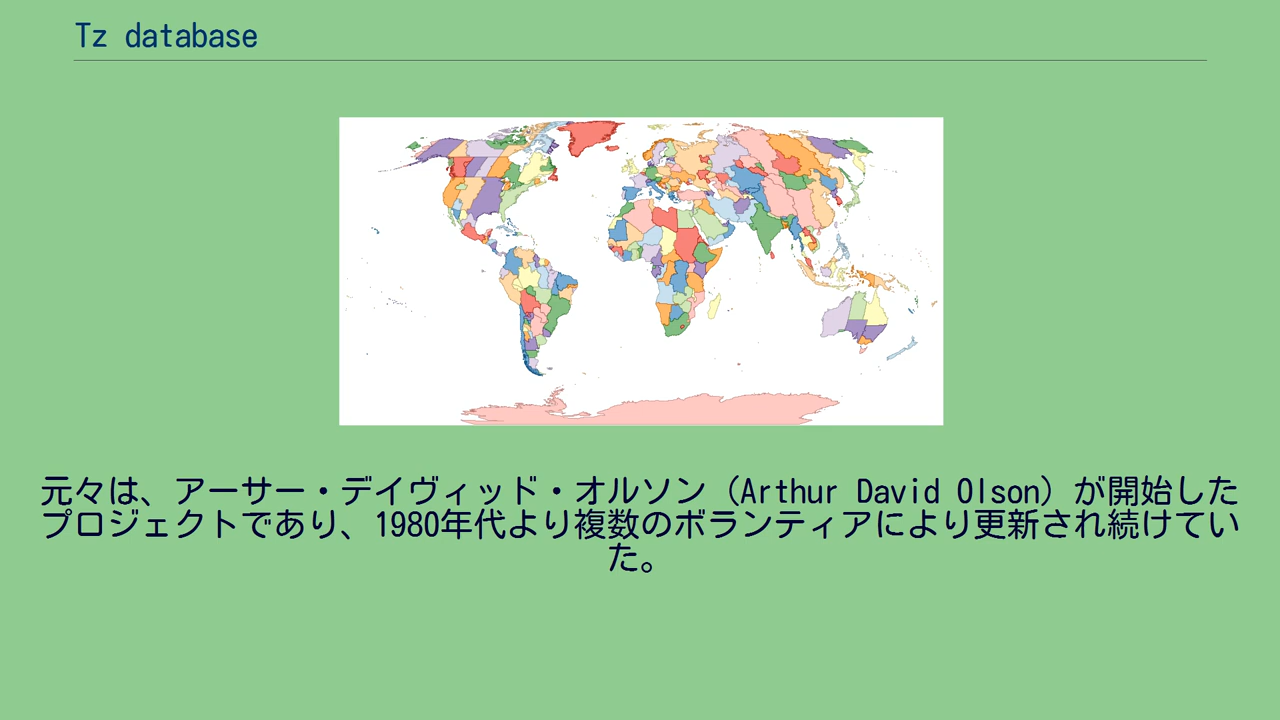 Tz database
元々は、アーサー・デイヴィッド・オルソン（Arthur David Olson）が開始した
プロジェクトであり、1980年代より複数のボランティアにより更新され続けてい
た。